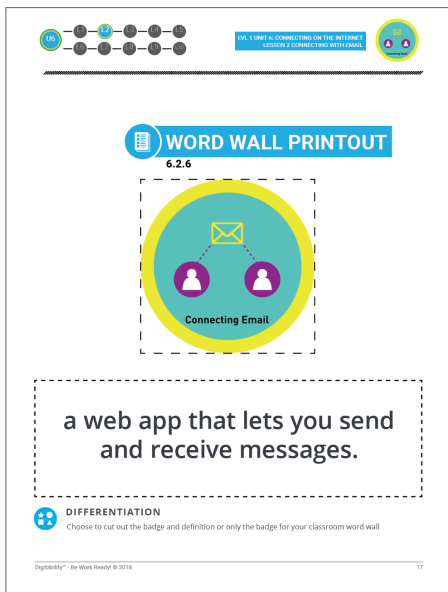 U6
L1
L2
L3
L4
L5
L6
L7
L8
L9
LVL 1 UNIT 6: CONNECTING ON THE INTERNET
LESSON 2 CONNECTING WITH EMAIL
Connecting Email
WORD WALL PRINTOUT
6.2.6
Connecting Email
a web app that lets you send
and receive messages.
DIFFERENTIATION
Choose to cut out the badge and definition or only the badge for your classroom word wall
Digitability™ - Be Work Ready! © 2018
17